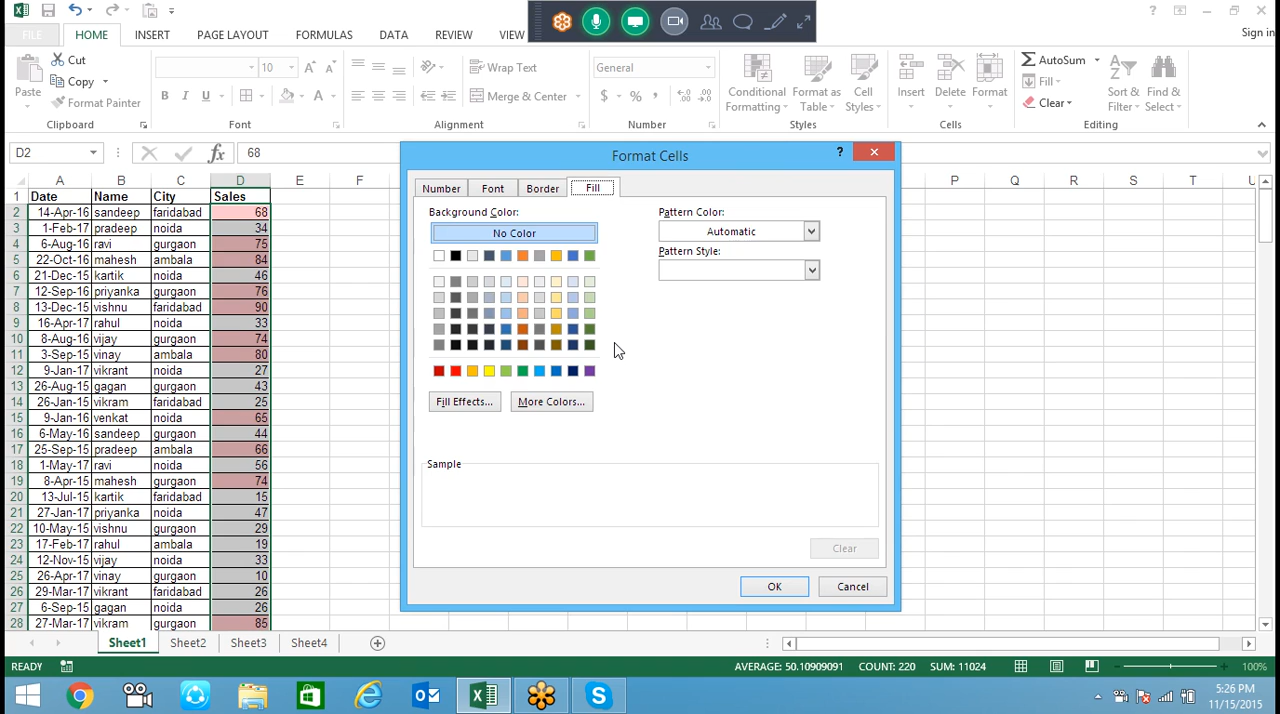 Sign in
FILE HOME INSERT PAGE LAYOUT FORMULAS DATA REVIEW VIEW
Paste Cut Copy Format Painter
10 B I U A
Wrap Text Merge & Center
General $ %
Conditional Formatting Format as Table Cell Styles
Insert Delete Format
AutoSum Fill Clear Sort & Filter Find & Select
Clipboard Font Alignment Number Styles Cells Editing
D2 fx 68
A B C D E F P Q R S T U
1 Date Name City Sales
2 14-Apr-16 sandeep faridabad 68
3 1-Feb-17 pradeep noida 34
4 6-Aug-16 ravi gurgaon 75
5 22-Oct-16 mahesh ambala 84
6 21-Dec-15 kartik noida 46
7 12-Sep-16 priyanka gurgaon 76
8 13-Dec-15 vishnu faridabad 90
9 16-Apr-17 rahul noida 33
10 8-Aug-16 vijay gurgaon 74
11 3-Sep-15 vinay ambala 80
12 9-Jan-17 vikrant noida 27
13 26-Aug-15 gagan noida 43
14 26-Jan-16 vikram faridabad 25
15 9-Jan-16 venkat noida 65
16 6-May-16 sandeep gurgaon 44
17 25-Sep-15 pradeep ambala 66
18 1-May-17 ravi noida 56
19 8-Apr-15 mahesh gurgaon 74
20 13-Jul-15 kartik faridabad 15
21 27-Jan-17 priyanka noida 47
22 10-May-15 vishnu gurgaon 29
23 17-Feb-17 rahul ambala 19
24 12-Nov-15 vijay noida 33
25 26-Apr-17 vinay gurgaon 10
26 29-Mar-17 vikrant faridabad 26
27 6-Sep-15 gagan noida 26
28 27-Mar-17 vikram gurgaon 85
Format Cells ?
Number Font Border Fill
Background Color:
No Color
Fill Effects... More Colors...
Pattern Color:
Automatic
Pattern Style:
Sample
Clear
OK Cancel
Sheet1 Sheet2 Sheet3 Sheet4
READY AVERAGE: 50.10909091 COUNT: 220 SUM: 11024 100%
5:26 PM
11/15/2015